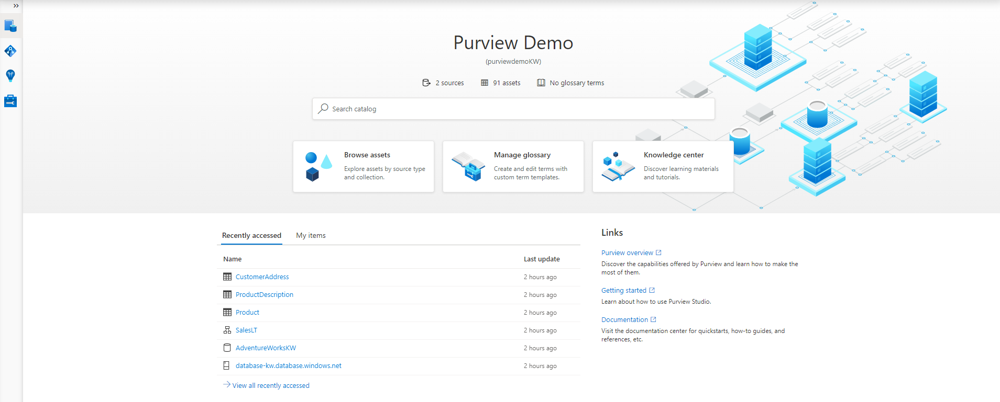 Purview Demo
(purviewdemoKW)
2 sources
91 assets
No glossary terms
Search catalog
Browse assets
Explore assets by source type
and collection.
Manage glossary
Create and edit terms with
custom term templates.
Knowledge center
Discover learning materials
and tutorials.
Recently accessed
My items
Name
Last update
CustomerAddress
2 hours ago
ProductDescription
2 hours ago
Product
2 hours ago
SalesLT
2 hours ago
AdventureWorksKW
2 hours ago
database-kw.database.windows.net
2 hours ago
View all recently accessed
Links
Purview overview
Discover the capabilities offered by Purview and learn how to make the
most of them.
Getting started
Learn about how to use Purview Studio.
Documentation
Visit the documentation center for quickstarts, how-to guides, and
references, etc.